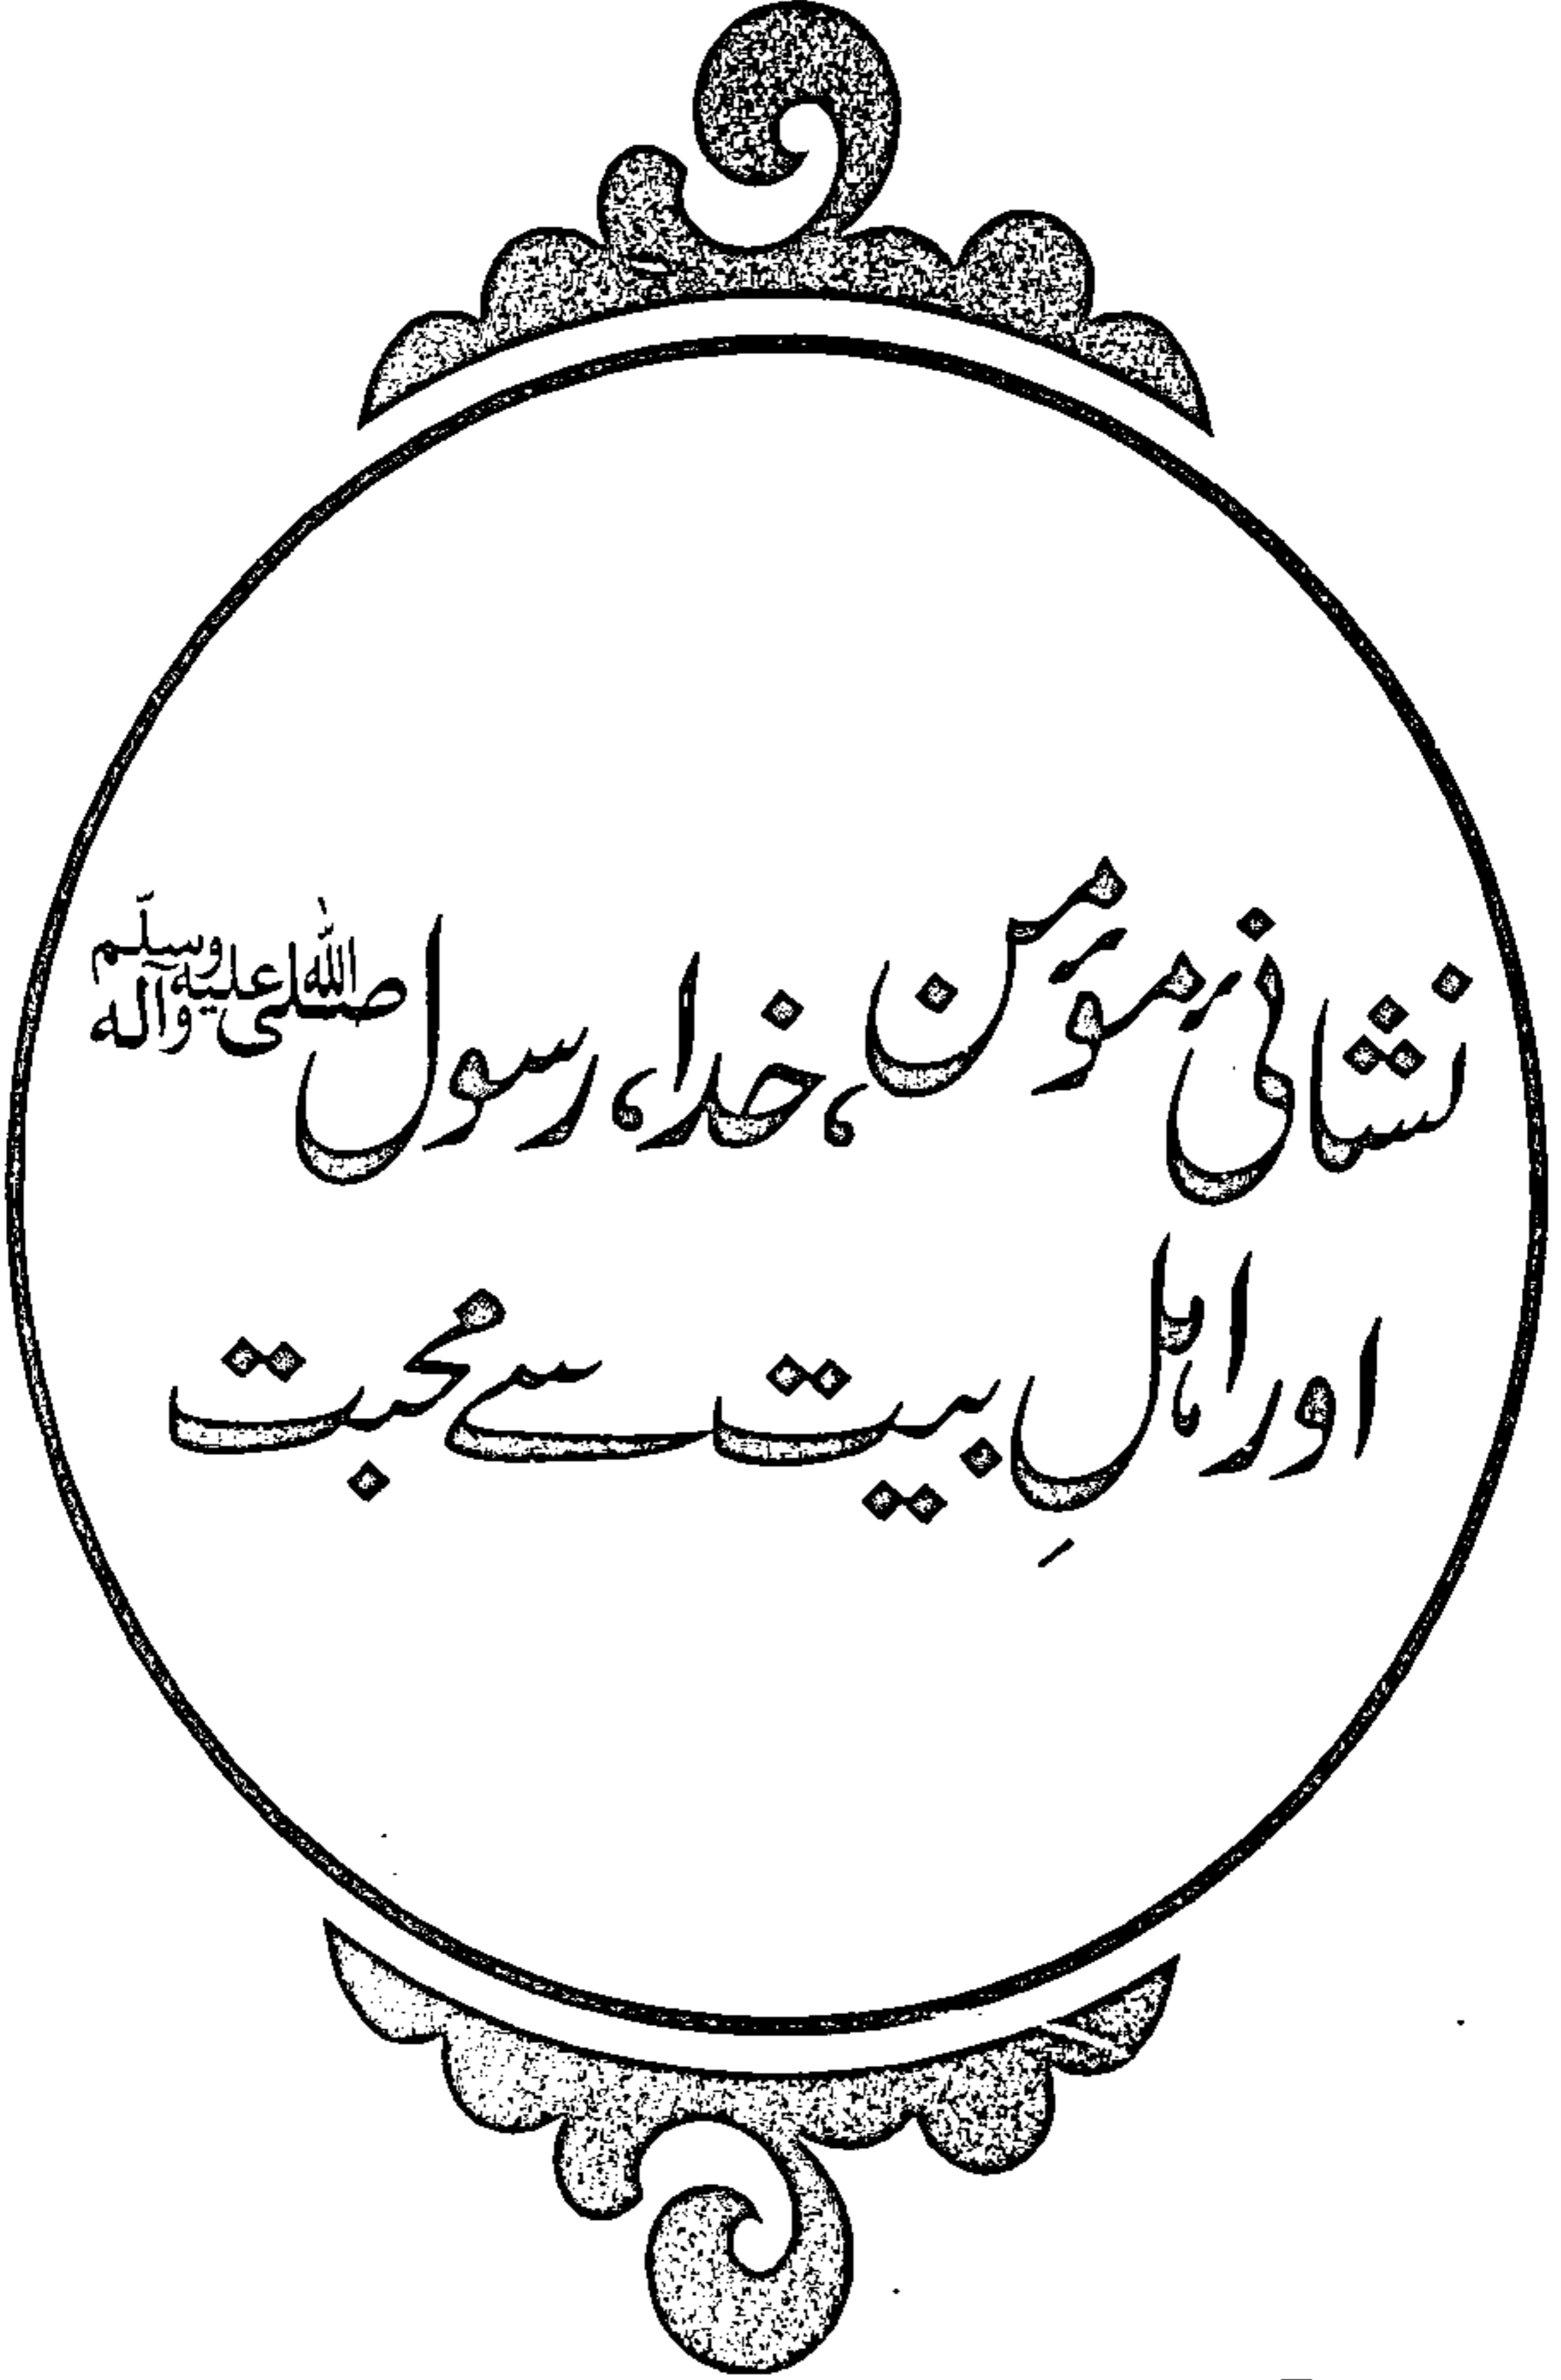 نشانیٔ مؤمن، خدا، رسول صلی اللہ علیہ وآلہ وسلم
اور اہلِ بیت سے محبت